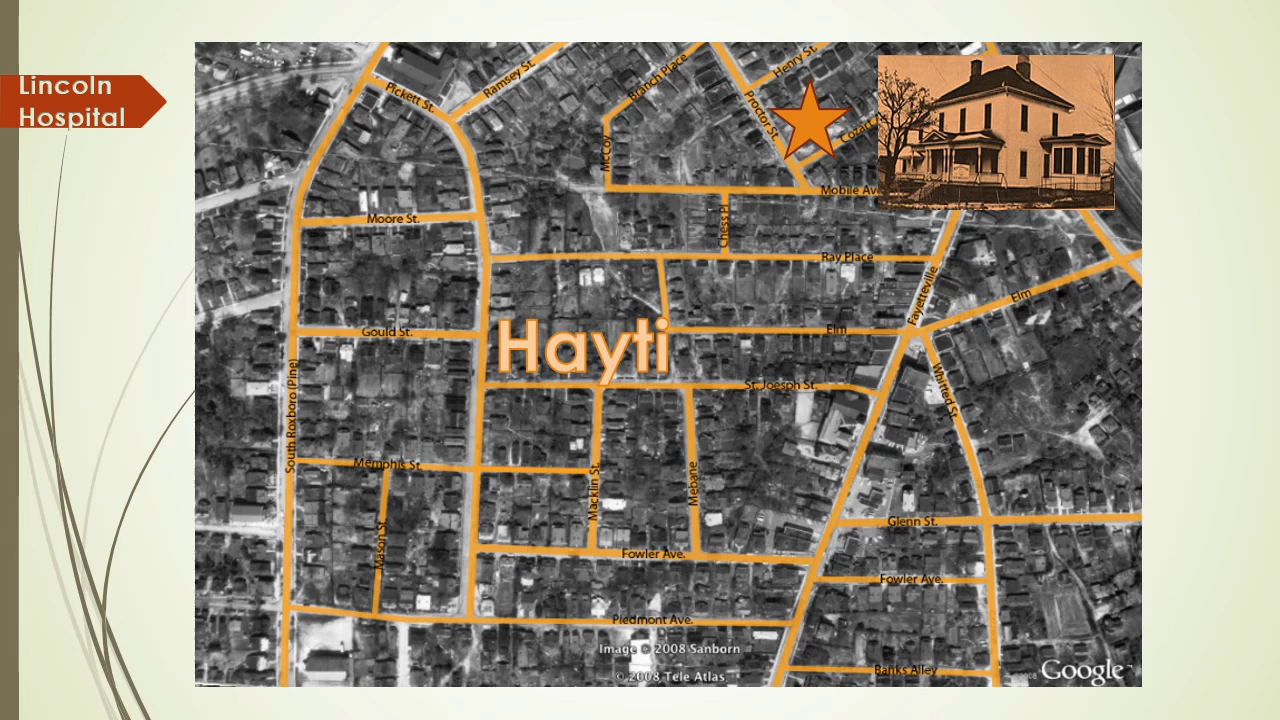 Lincoln
Hospital
Pickett St.
Ramsey St.
Branch Place
Henry St.
Proctor St.
McCoy
Mobile Av
Moore St.
Chess Pl
Ray Place
Fayetteville
Elm
Gould St.
Hayti
Elm
St. Joesph St.
Whitted St.
South Roxboro (Pine)
Memphis St.
Macklin St.
Mebane
Mason St.
Glenn St.
Fowler Ave.
Fowler Ave.
Piedmont Ave.
Image © 2008 Sanborn
© 2008 Tele Atlas
Banks Alley
©2008 Google™